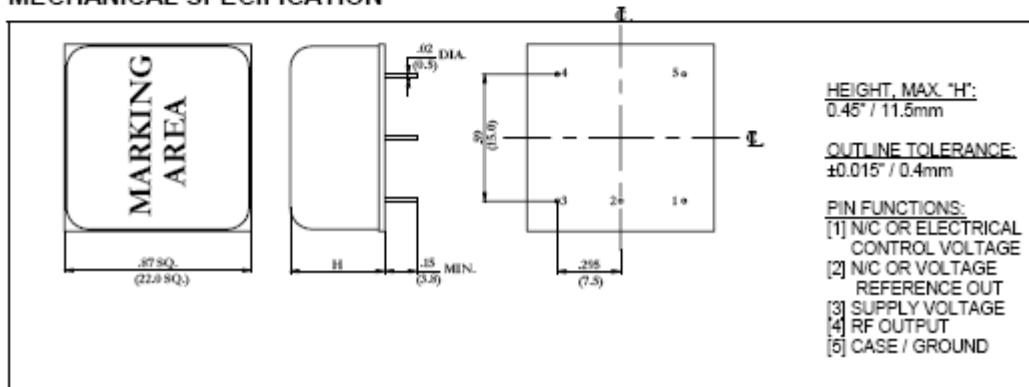 MECHANICAL SPECIFICATION
MARKING
AREA
.87 SQ.
(22.0 SQ.)
H
.02 DIA.
(0.5)
.15 MIN.
(3.8)
℄
4
5
.59
(15.0)
℄
3
2
1
.295
(7.5)
HEIGHT, MAX. "H":
0.45" / 11.5mm
OUTLINE TOLERANCE:
±0.015" / 0.4mm
PIN FUNCTIONS:
[1] N/C OR ELECTRICAL
CONTROL VOLTAGE
[2] N/C OR VOLTAGE
REFERENCE OUT
[3] SUPPLY VOLTAGE
[4] RF OUTPUT
[5] CASE / GROUND